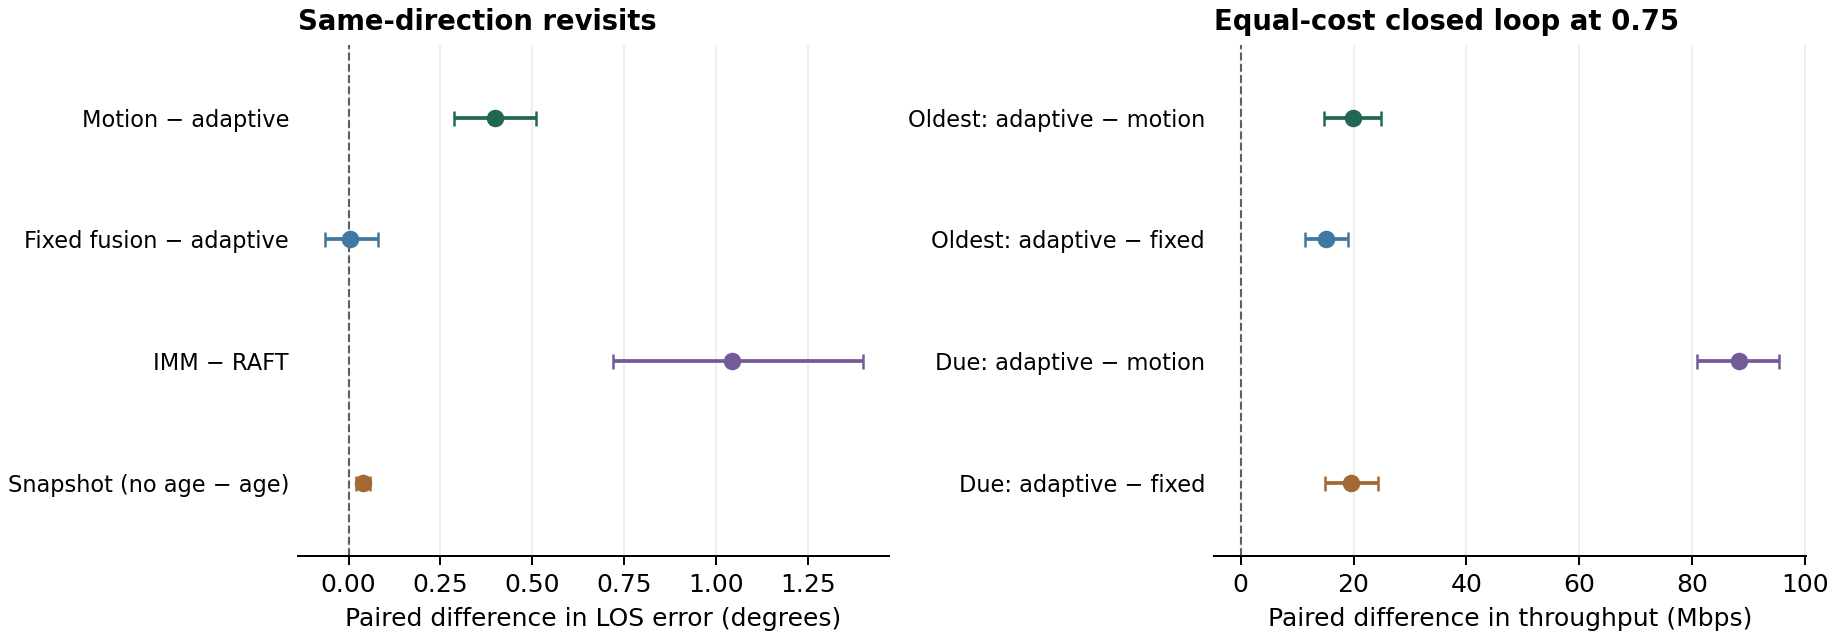 Same-direction revisits
Motion − adaptive
Fixed fusion − adaptive
IMM − RAFT
Snapshot (no age − age)
0.00 0.25 0.50 0.75 1.00 1.25
Paired difference in LOS error (degrees)
Equal-cost closed loop at 0.75
Oldest: adaptive − motion
Oldest: adaptive − fixed
Due: adaptive − motion
Due: adaptive − fixed
0 20 40 60 80 100
Paired difference in throughput (Mbps)